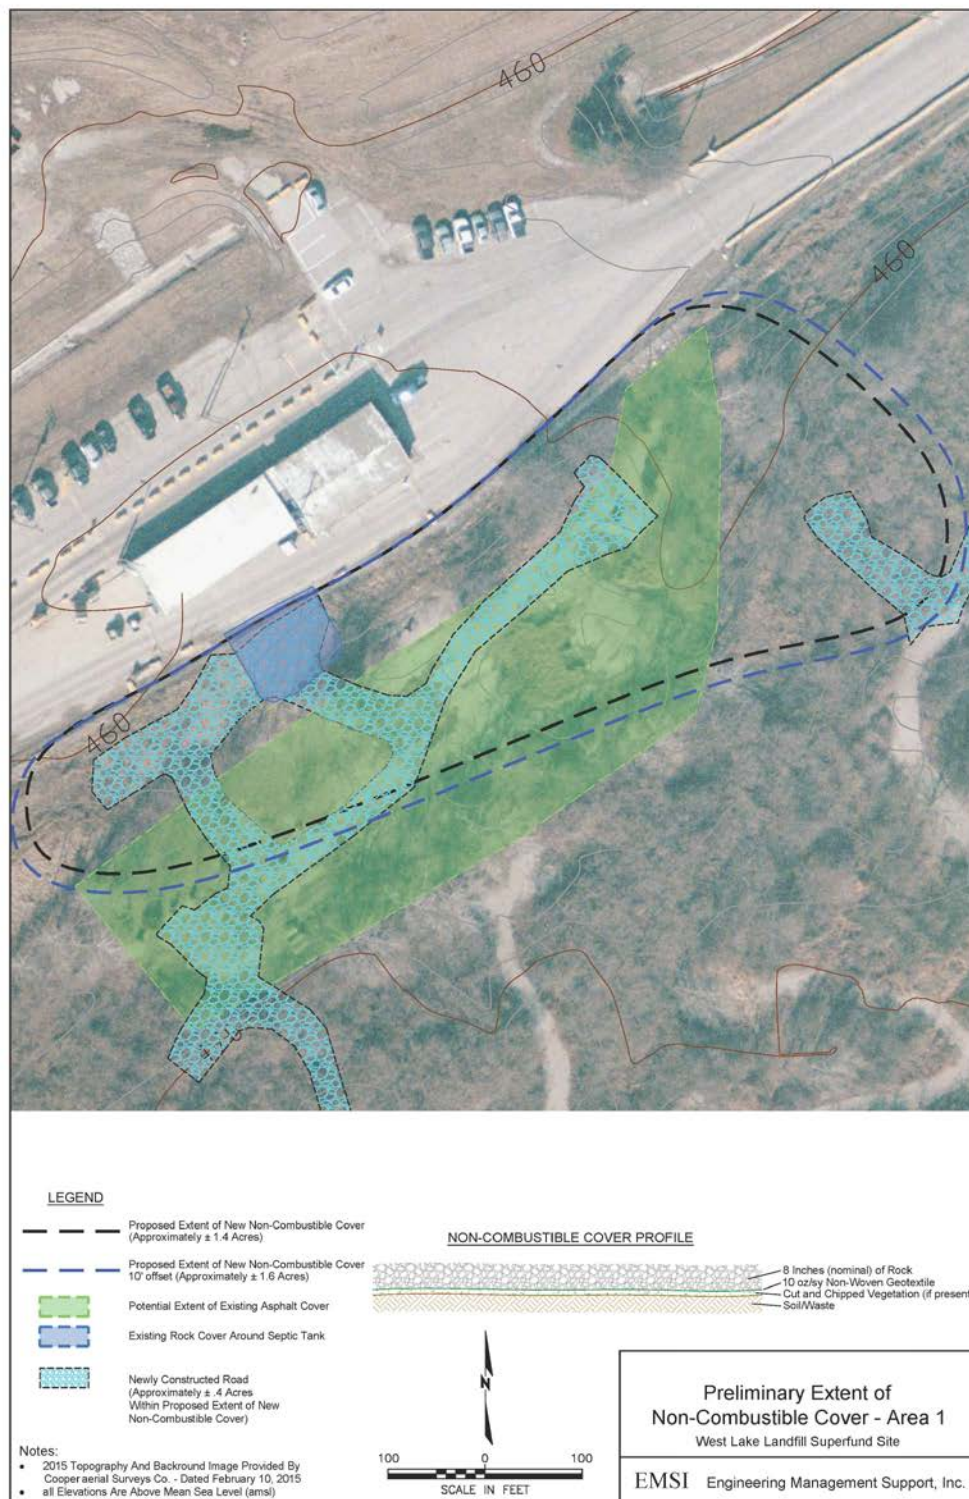 460
460
460
LEGEND
Proposed Extent of New Non-Combustible Cover
(Approximately ± 1.4 Acres)
Proposed Extent of New Non-Combustible Cover
10' offset (Approximately ± 1.6 Acres)
Potential Extent of Existing Asphalt Cover
Existing Rock Cover Around Septic Tank
Newly Constructed Road
(Approximately ± .4 Acres
Within Proposed Extent of New
Non-Combustible Cover)
Notes:
• 2015 Topography And Backround Image Provided By
Cooper aerial Surveys Co. - Dated February 10, 2015
• all Elevations Are Above Mean Sea Level (amsl)
NON-COMBUSTIBLE COVER PROFILE
8 Inches (nominal) of Rock
10 oz/sy Non-Woven Geotextile
Cut and Chipped Vegetation (if present
Soil/Waste
N
100 0 100
SCALE IN FEET
Preliminary Extent of
Non-Combustible Cover - Area 1
West Lake Landfill Superfund Site
EMSI Engineering Management Support, Inc.